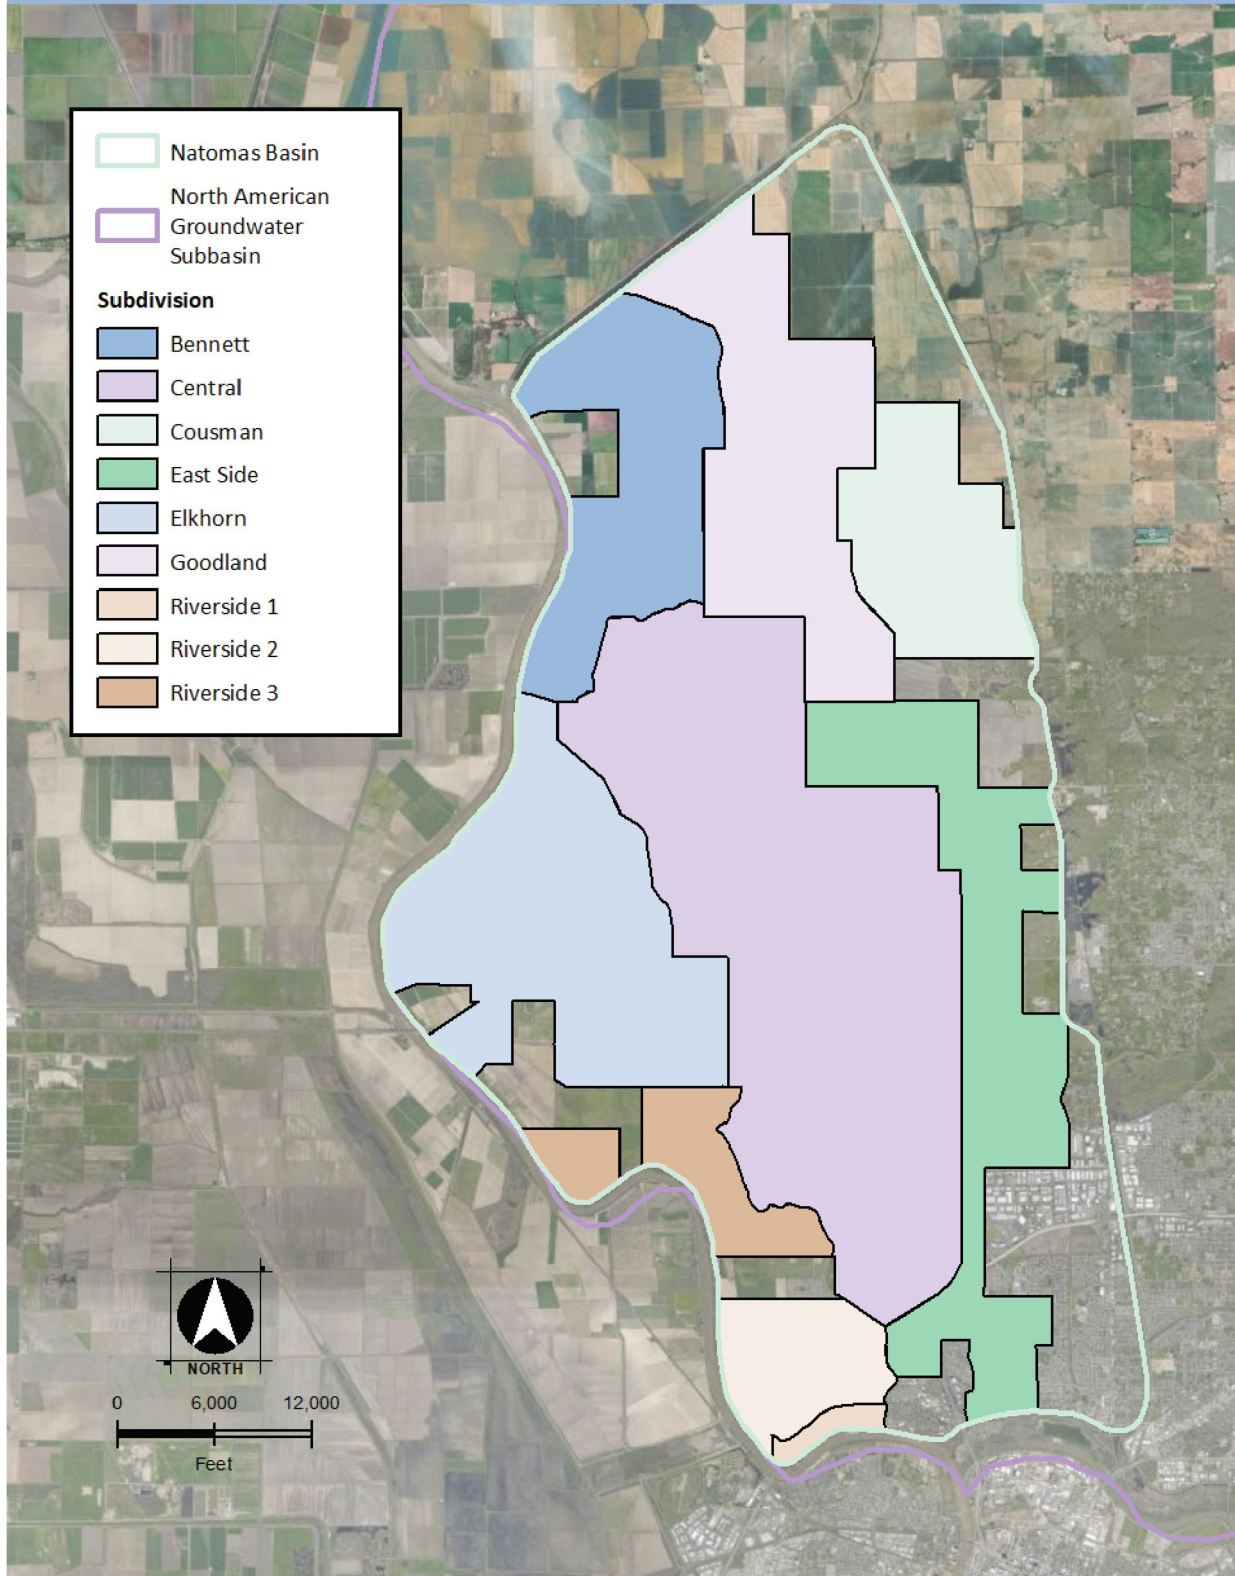 Natomas Basin
North American
Groundwater
Subbasin
Subdivision
Bennett
Central
Cousman
East Side
Elkhorn
Goodland
Riverside 1
Riverside 2
Riverside 3
NORTH
0 6,000 12,000
Feet